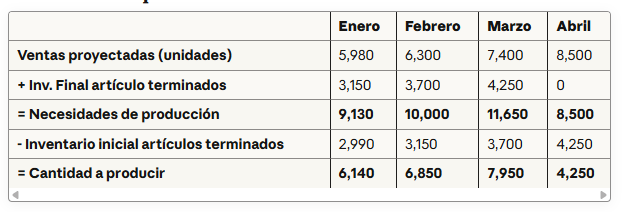 Enero Febrero Marzo Abril
Ventas proyectadas (unidades) 5,980 6,300 7,400 8,500
+ Inv. Final artículo terminados 3,150 3,700 4,250 0
= Necesidades de producción 9,130 10,000 11,650 8,500
- Inventario inicial artículos terminados 2,990 3,150 3,700 4,250
= Cantidad a producir 6,140 6,850 7,950 4,250